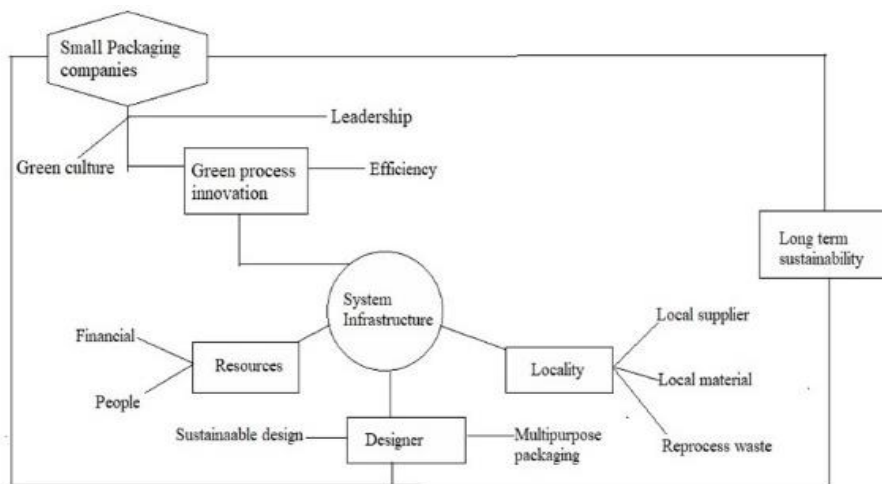 Small Packaging
companies
Leadership
Green culture
Green process
innovation
Efficiency
Long term
sustainability
System
Infrastructure
Local supplier
Financial
Resources
Locality
Local material
People
Sustainaable design
Designer
Multipurpose
packaging
Reprocess waste